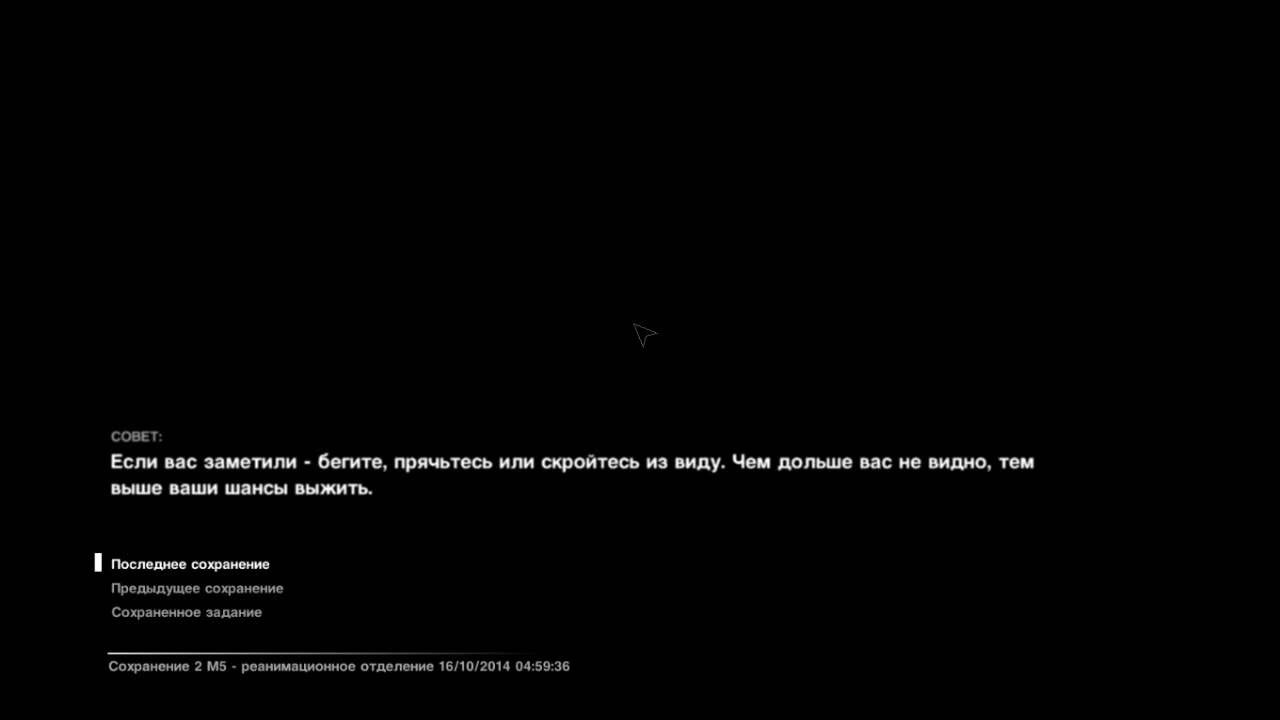 СОВЕТ:
Если вас заметили - бегите, прячьтесь или скройтесь из виду. Чем дольше вас не видно, тем
выше ваши шансы выжить.
Последнее сохранение
Предыдущее сохранение
Сохраненное задание
Сохранение 2 М5 - реанимационное отделение 16/10/2014 04:59:36